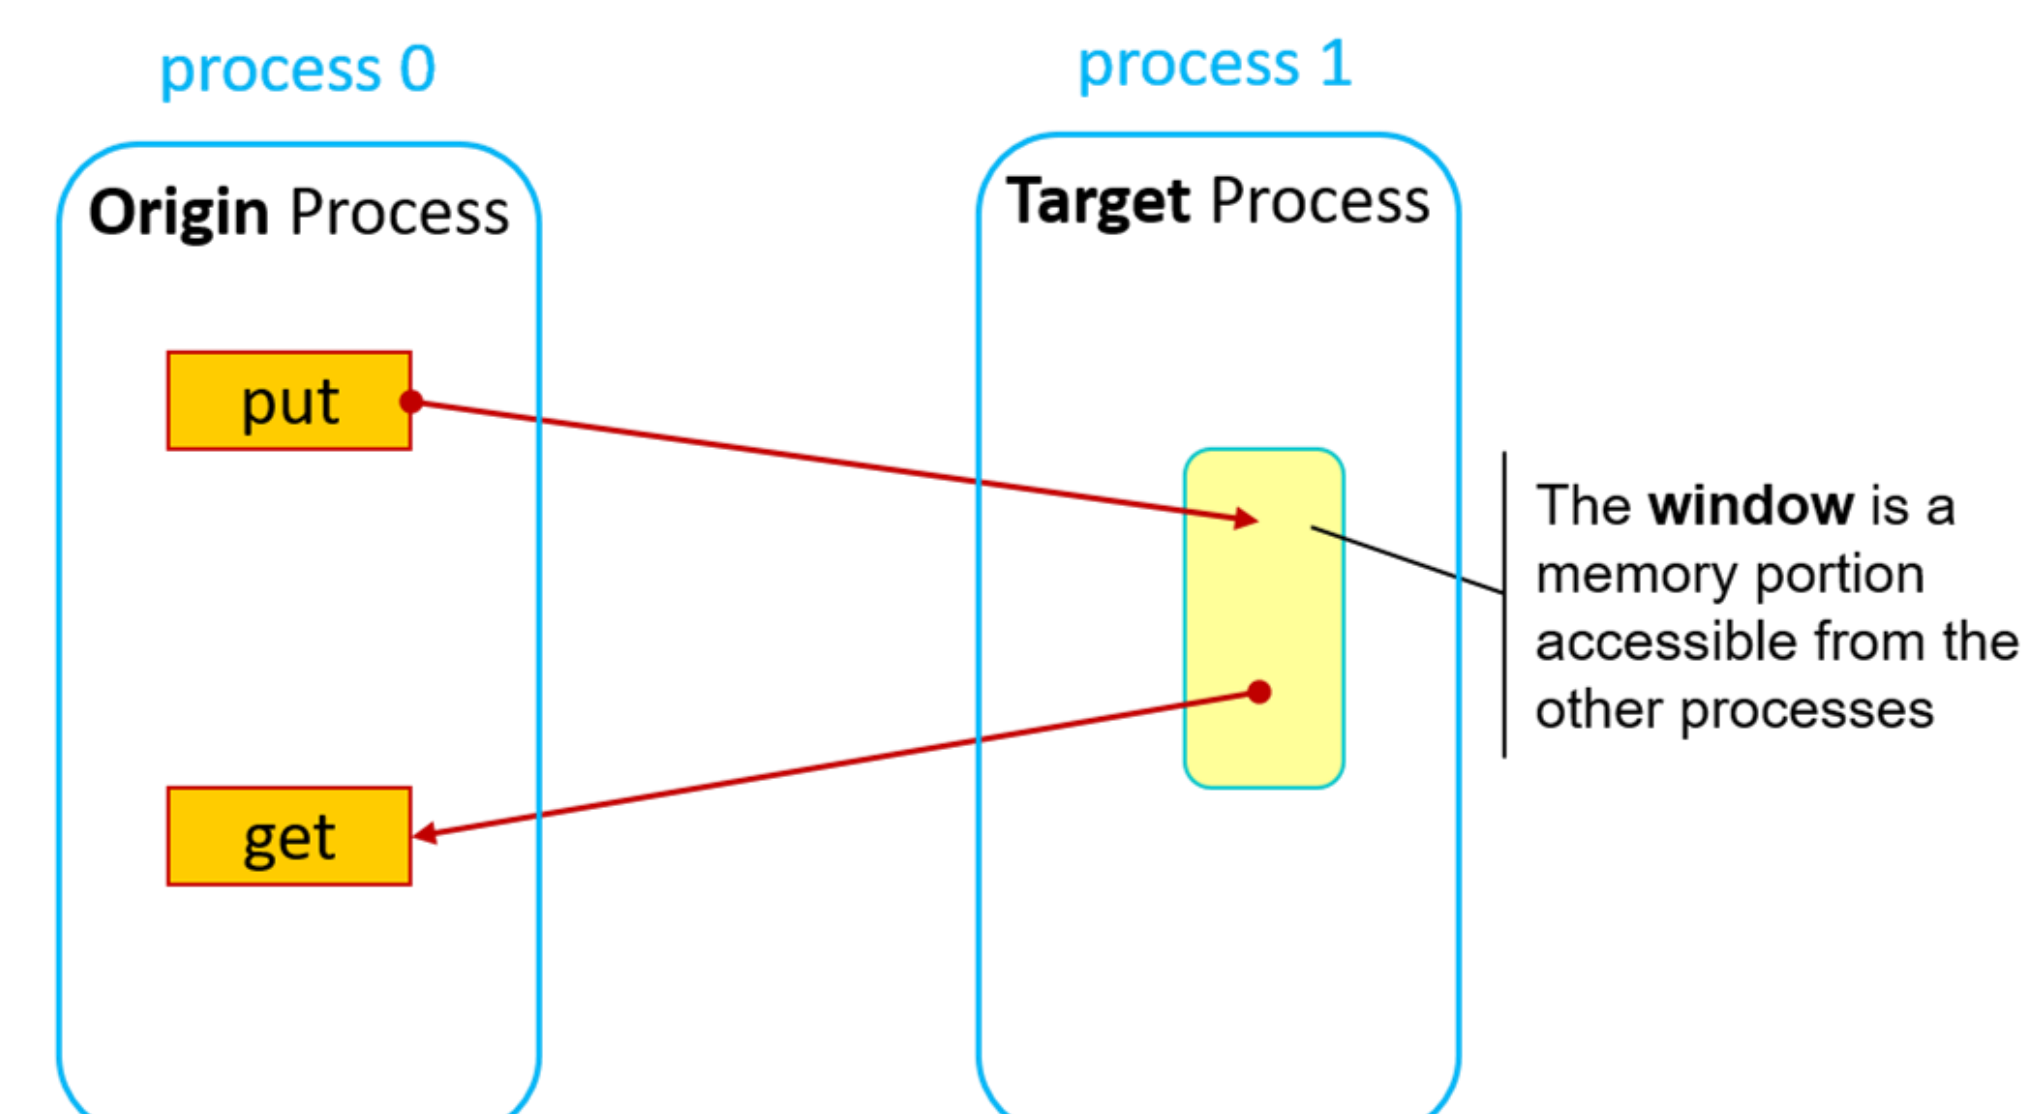 process 0
process 1
Origin Process
Target Process
put
The window is a
memory portion
accessible from the
other processes
get